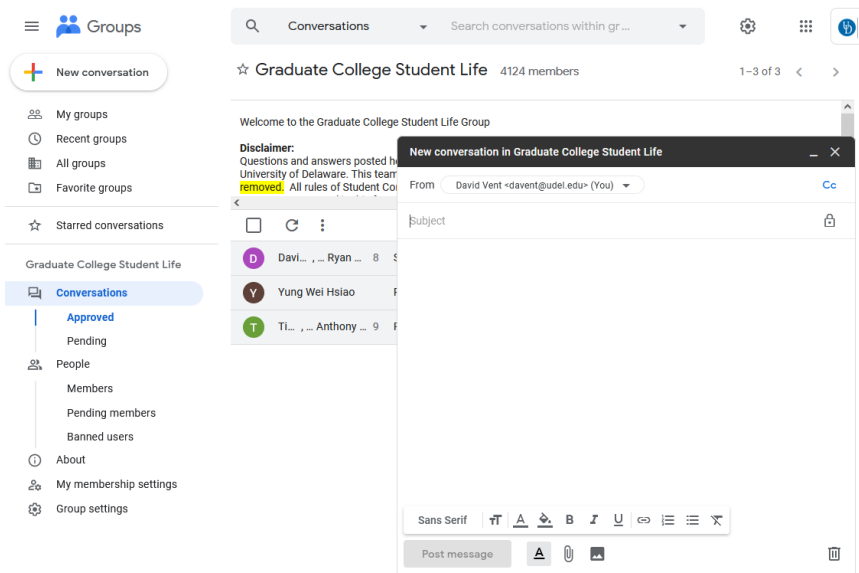 Groups
Conversations
Search conversations within gr...
New conversation
Graduate College Student Life 4124 members
1–3 of 3
My groups
Recent groups
All groups
Favorite groups
Starred conversations
Graduate College Student Life
Conversations
Approved
Pending
People
Members
Pending members
Banned users
About
My membership settings
Group settings
Welcome to the Graduate College Student Life Group
Disclaimer:
Questions and answers posted
University of Delaware. This team
removed. All rules of Student
D Davi... , ... Ryan ... 8
Y Yung Wei Hsiao
T Ti... , ... Anthony ... 9
New conversation in Graduate College Student Life
From David Vent <davent@udel.edu> (You)
Cc
Subject
Sans Serif
Post message